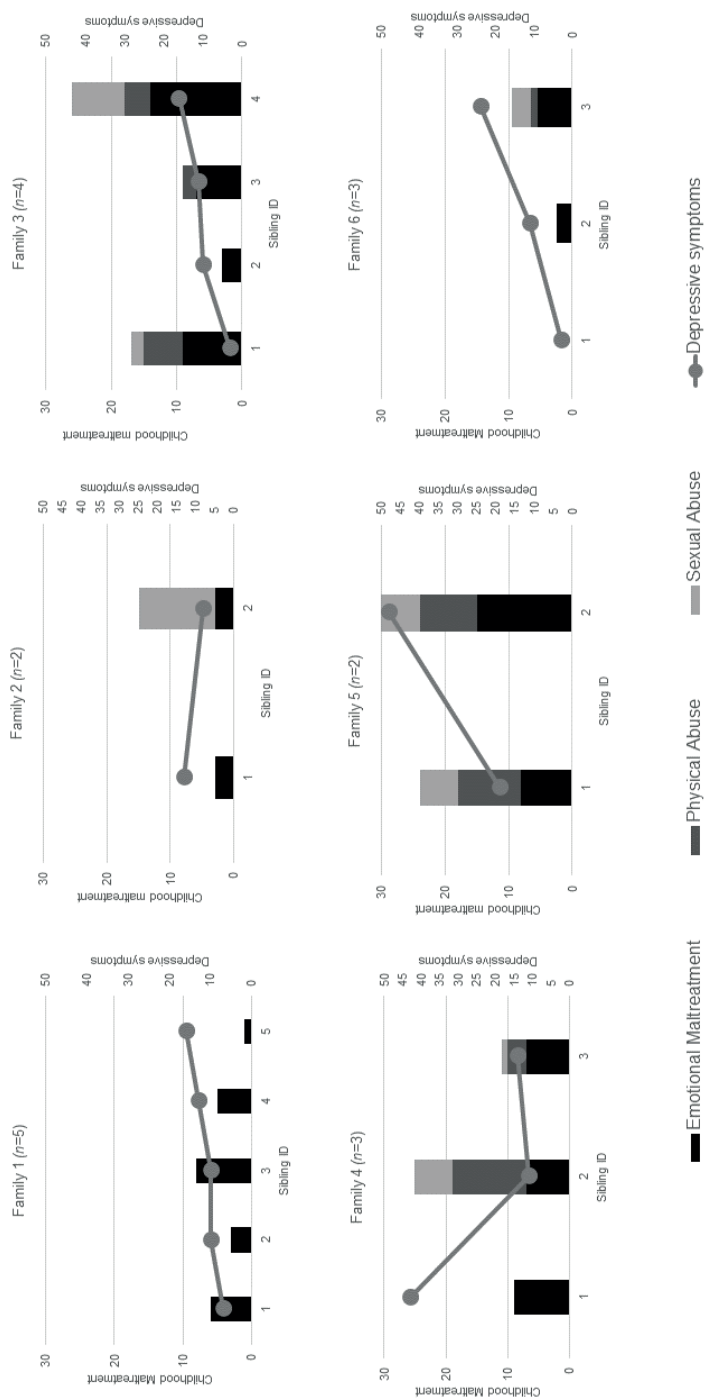 Family 1 (n=5)
Childhood Maltreatment
30
20
10
0
1 2 3 4 5
Sibling ID
50
40
30
20
10
0
Depressive symptoms
Family 2 (n=2)
Childhood maltreatment
30
20
10
0
1 2
Sibling ID
50
45
40
35
30
25
20
15
10
5
0
Depressive symptoms
Family 3 (n=4)
Childhood maltreatment
30
20
10
0
1 2 3 4
Sibling ID
50
40
30
20
10
0
Depressive symptoms
Family 4 (n=3)
Childhood Maltreatment
30
20
10
0
1 2 3
Sibling ID
50
45
40
35
30
25
20
15
10
5
0
Depressive symptoms
Family 5 (n=2)
Childhood maltreatment
30
20
10
0
1 2
Sibling ID
50
45
40
35
30
25
20
15
10
5
0
Depressive symptoms
Family 6 (n=3)
Childhood Maltreatment
30
20
10
0
1 2 3
Sibling ID
50
40
30
20
10
0
Depressive symptoms
Emotional Maltreatment Physical Abuse Sexual Abuse Depressive symptoms